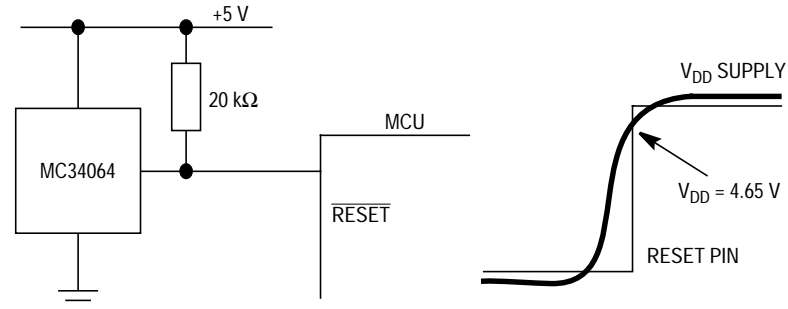 +5 V
20 kΩ
MCU
MC34064
RESET
V_DD SUPPLY
V_DD = 4.65 V
RESET PIN